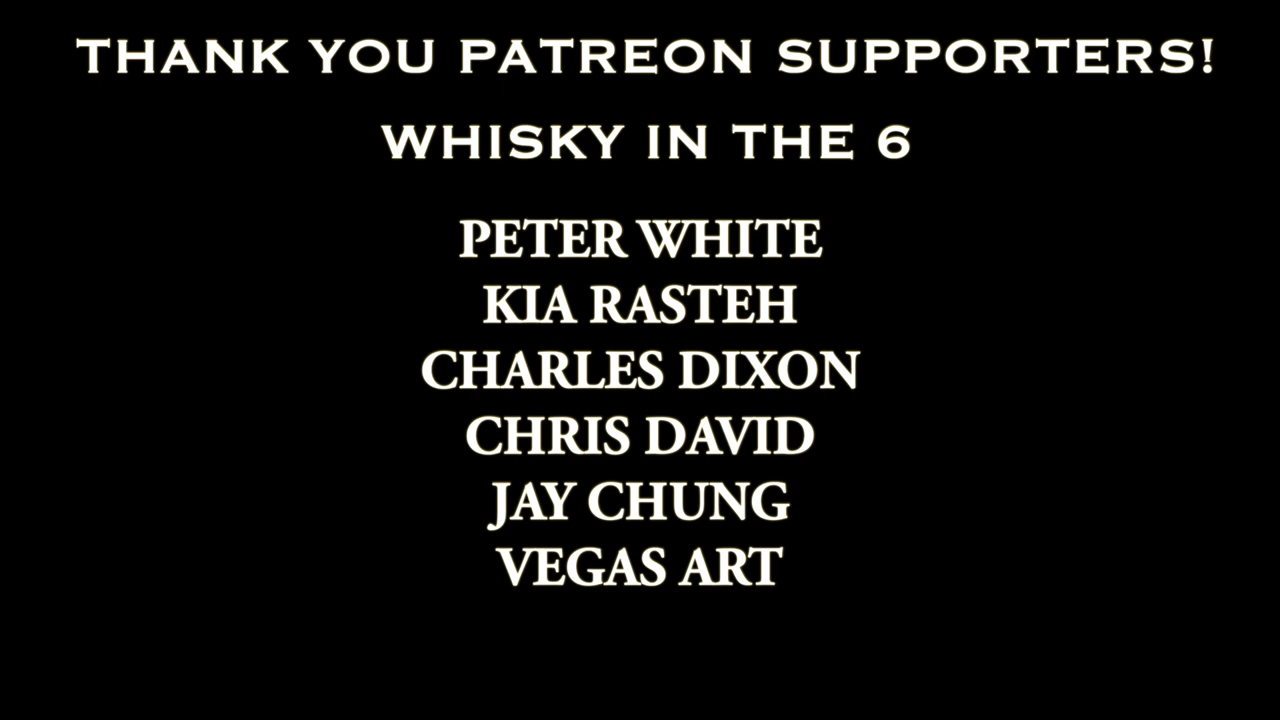 THANK YOU PATREON SUPPORTERS!
WHISKY IN THE 6
PETER WHITE
KIA RASTEH
CHARLES DIXON
CHRIS DAVID
JAY CHUNG
VEGAS ART